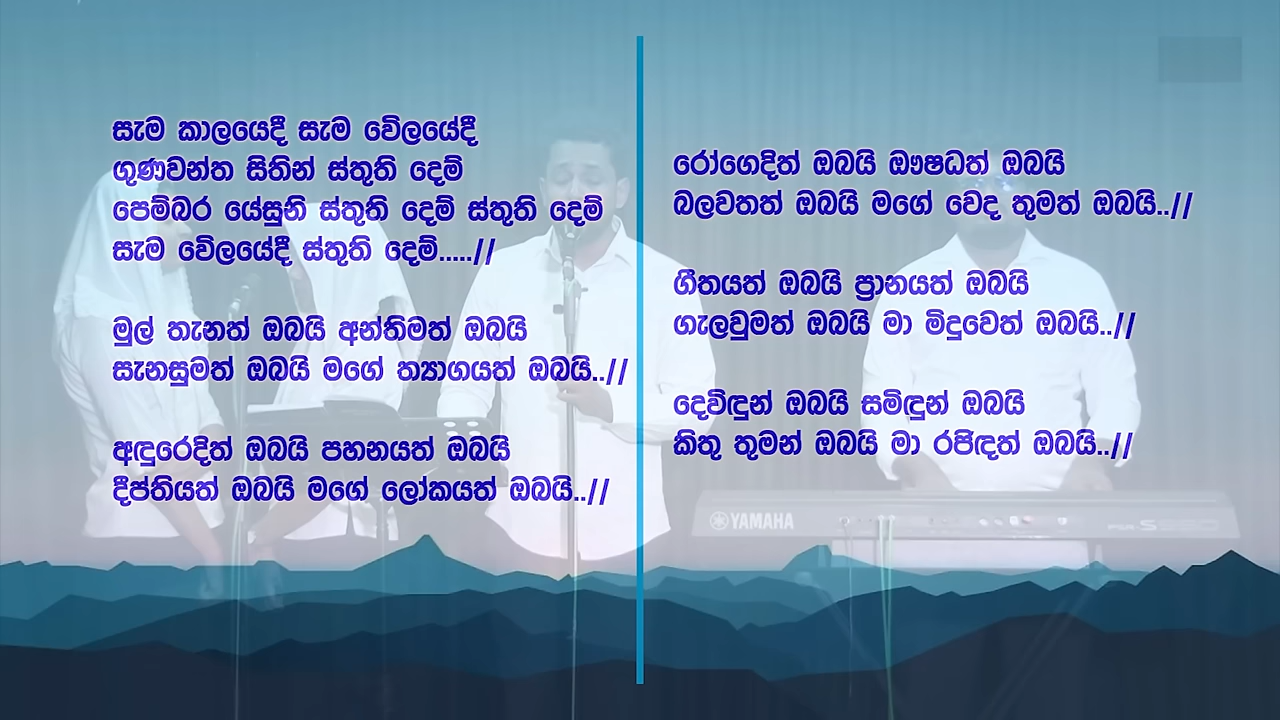 සැම කාලයෙදී සැම වේලයේදී
ගුණවන්ත සිතින් ස්තුති දෙමි
පෙම්බර යේසුනි ස්තුති දෙමි ස්තුති දෙමි
සැම වේලයේදී ස්තුති දෙමි.....//
මුල් තැනත් ඔබයි අන්තිමත් ඔබයි
සැනසුමත් ඔබයි මගේ ත්‍යාගයත් ඔබයි..//
අඳුරෙදිත් ඔබයි පහනයත් ඔබයි
දීප්තියත් ඔබයි මගේ ලෝකයත් ඔබයි..//
රෝගෙදිත් ඔබයි ඖෂධත් ඔබයි
බලවතත් ඔබයි මගේ වෙද තුමත් ඔබයි..//
ගීතයත් ඔබයි ප්‍රානයත් ඔබයි
ගැලවුමත් ඔබයි මා මිදුවෙත් ඔබයි..//
දෙවිඳුන් ඔබයි සමිඳුන් ඔබයි
කිතු තුමන් ඔබයි මා රජිඳත් ඔබයි..//
YAMAHA